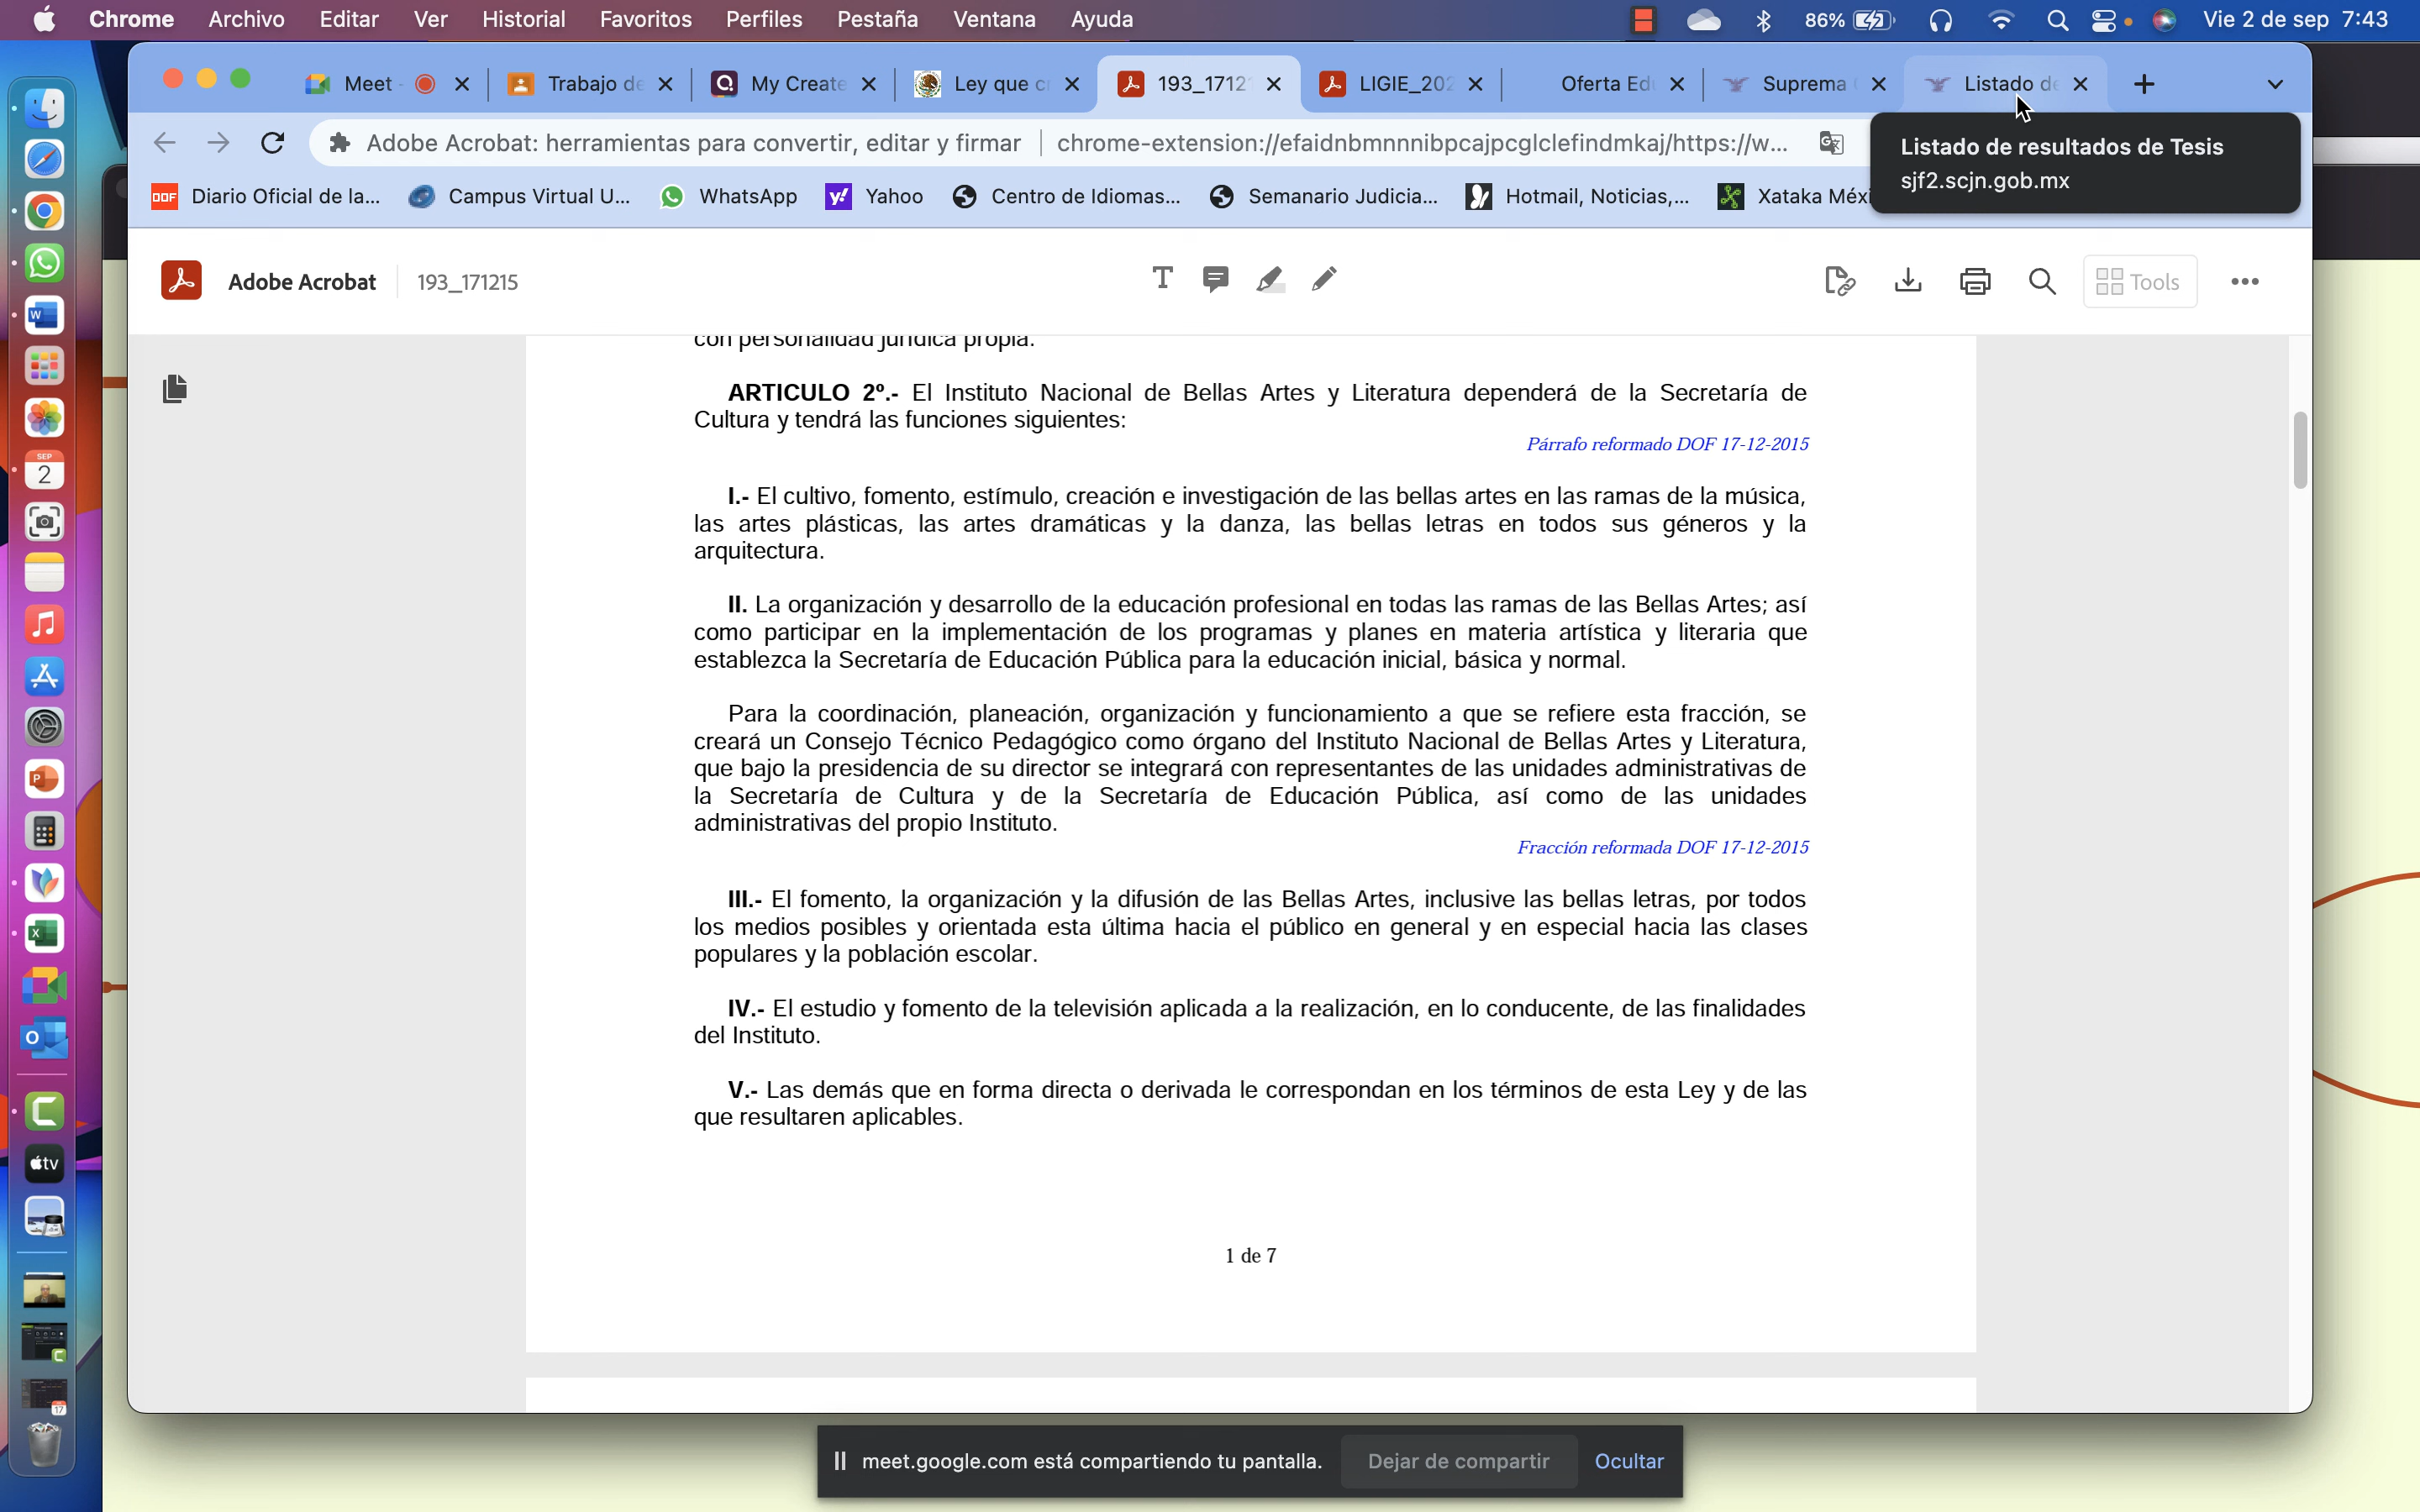 Chrome Archivo Editar Ver Historial Favoritos Perfiles Pestaña Ventana Ayuda 86% Vie 2 de sep 7:43
Meet - Trabajo de My Create Ley que c 193_1712 LIGIE_202 Oferta Ed Suprema Listado de
Adobe Acrobat: herramientas para convertir, editar y firmar chrome-extension://efaidnbmnnnibpcajpcglclefindmkaj/https://w...
Listado de resultados de Tesis
sjf2.scjn.gob.mx
DOF Diario Oficial de la... Campus Virtual U... WhatsApp Yahoo Centro de Idiomas... Semanario Judicia... Hotmail, Noticias,... Xataka Méxi
Adobe Acrobat 193_171215 Tools
con personalidad jurídica propia.
ARTICULO 2º.- El Instituto Nacional de Bellas Artes y Literatura dependerá de la Secretaría de
Cultura y tendrá las funciones siguientes:
Párrafo reformado DOF 17-12-2015
I.- El cultivo, fomento, estímulo, creación e investigación de las bellas artes en las ramas de la música,
las artes plásticas, las artes dramáticas y la danza, las bellas letras en todos sus géneros y la
arquitectura.
II. La organización y desarrollo de la educación profesional en todas las ramas de las Bellas Artes; así
como participar en la implementación de los programas y planes en materia artística y literaria que
establezca la Secretaría de Educación Pública para la educación inicial, básica y normal.
Para la coordinación, planeación, organización y funcionamiento a que se refiere esta fracción, se
creará un Consejo Técnico Pedagógico como órgano del Instituto Nacional de Bellas Artes y Literatura,
que bajo la presidencia de su director se integrará con representantes de las unidades administrativas de
la Secretaría de Cultura y de la Secretaría de Educación Pública, así como de las unidades
administrativas del propio Instituto.
Fracción reformada DOF 17-12-2015
III.- El fomento, la organización y la difusión de las Bellas Artes, inclusive las bellas letras, por todos
los medios posibles y orientada esta última hacia el público en general y en especial hacia las clases
populares y la población escolar.
IV.- El estudio y fomento de la televisión aplicada a la realización, en lo conducente, de las finalidades
del Instituto.
V.- Las demás que en forma directa o derivada le correspondan en los términos de esta Ley y de las
que resultaren aplicables.
1 de 7
meet.google.com está compartiendo tu pantalla. Dejar de compartir Ocultar
SEP
2
tv
17